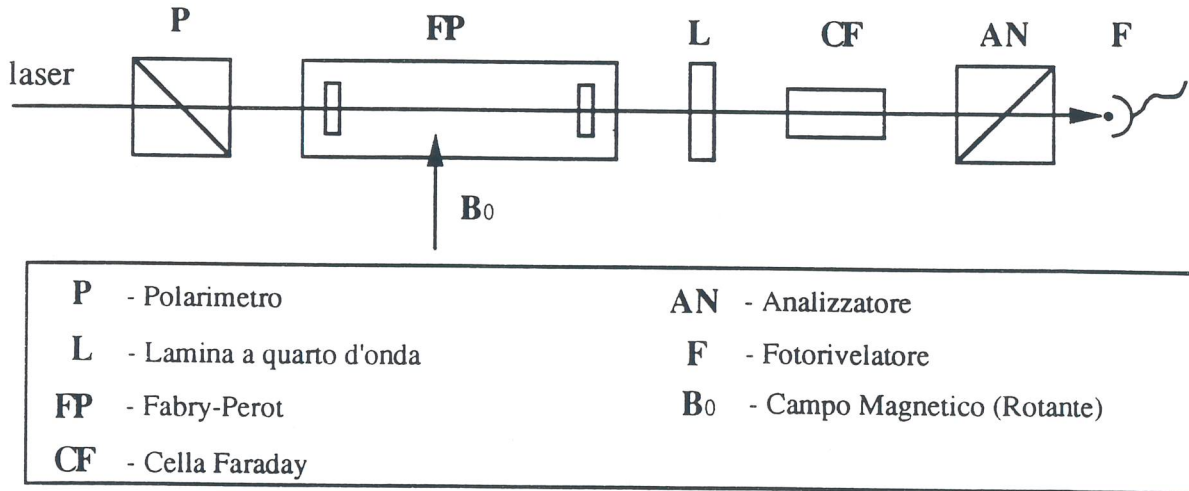 P FP L CF AN F
laser
B0
P - Polarimetro
AN - Analizzatore
L - Lamina a quarto d'onda
F - Fotorivelatore
FP - Fabry-Perot
B0 - Campo Magnetico (Rotante)
CF - Cella Faraday